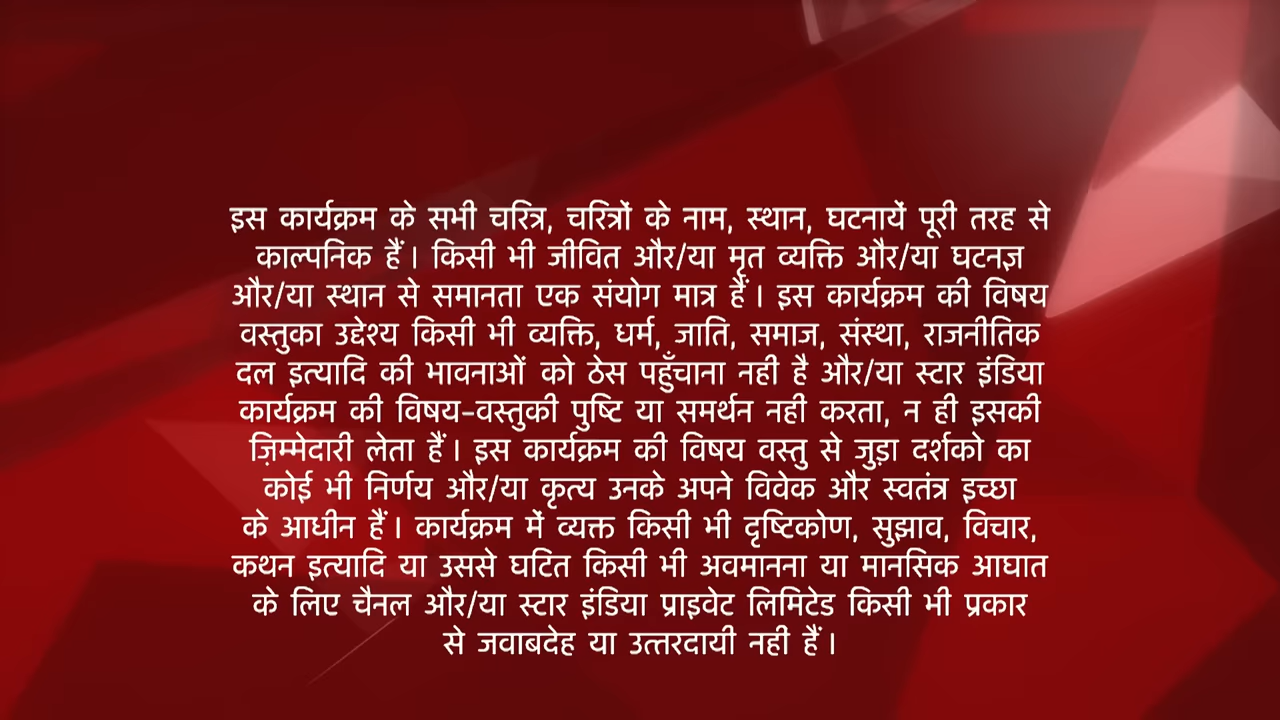 इस कार्यक्रम के सभी चरित्र, चरित्रों के नाम, स्थान, घटनायें पूरी तरह से
काल्पनिक हैं। किसी भी जीवित और/या मृत व्यक्ति और/या घटनज्ञ
और/या स्थान से समानता एक संयोग मात्र हैं। इस कार्यक्रम की विषय
वस्तुका उद्देश्य किसी भी व्यक्ति, धर्म, जाति, समाज, संस्था, राजनीतिक
दल इत्यादि की भावनाओं को ठेस पहुँचाना नही है और/या स्टार इंडिया
कार्यक्रम की विषय-वस्तुकी पुष्टि या समर्थन नही करता, न ही इसकी
ज़िम्मेदारी लेता हैं। इस कार्यक्रम की विषय वस्तु से जुड़ा दर्शको का
कोई भी निर्णय और/या कृत्य उनके अपने विवेक और स्वतंत्र इच्छा
के आधीन हैं। कार्यक्रम में व्यक्त किसी भी दृष्टिकोण, सुझाव, विचार,
कथन इत्यादि या उससे घटित किसी भी अवमानना या मानसिक आघात
के लिए चैनल और/या स्टार इंडिया प्राइवेट लिमिटेड किसी भी प्रकार
से जवाबदेह या उत्तरदायी नही हैं।